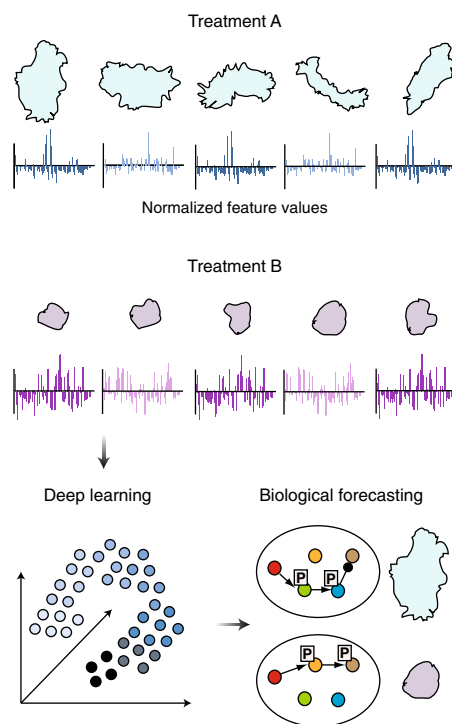 Treatment A
Normalized feature values
Treatment B
Deep learning
Biological forecasting
P
P
P
P